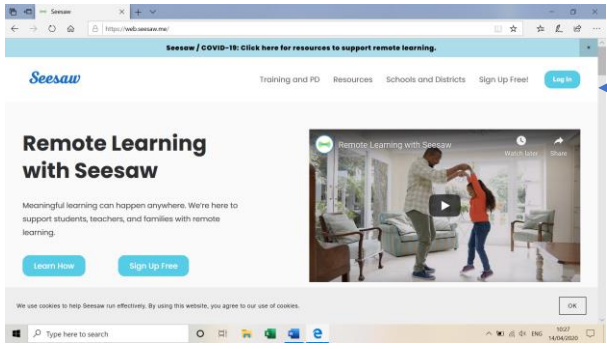 Seesaw
https://web.seesaw.me/
Seesaw / COVID-19: Click here for resources to support remote learning.
Seesaw
Training and PD Resources Schools and Districts Sign Up Free! Log In
Remote Learning
with Seesaw
Meaningful learning can happen anywhere. We're here to
support students, teachers, and families with remote
learning.
Learn How Sign Up Free
Remote Learning with Seesaw
Watch later Share
We use cookies to help Seesaw run effectively. By using this website, you agree to our use of cookies.
OK
Type here to search
ENG
10:27
14/04/2020